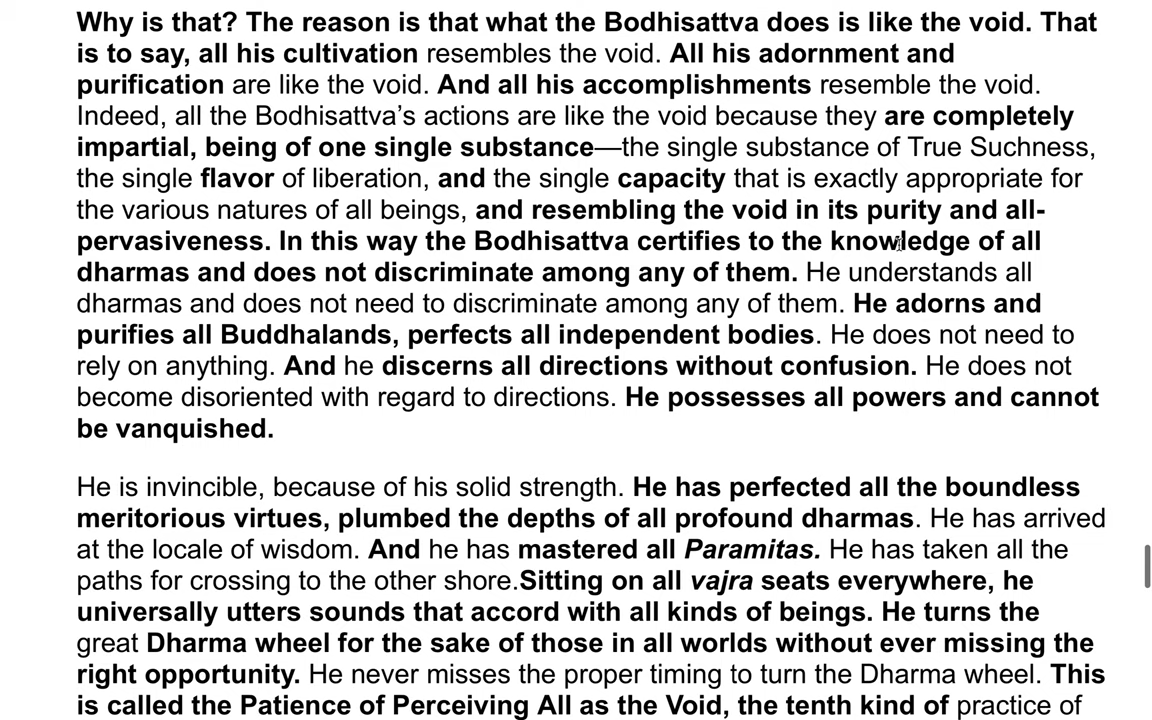 Why is that? The reason is that what the Bodhisattva does is like the void. That
is to say, all his cultivation resembles the void. All his adornment and
purification are like the void. And all his accomplishments resemble the void.
Indeed, all the Bodhisattva’s actions are like the void because they are completely
impartial, being of one single substance—the single substance of True Suchness,
the single flavor of liberation, and the single capacity that is exactly appropriate for
the various natures of all beings, and resembling the void in its purity and all-
pervasiveness. In this way the Bodhisattva certifies to the knowledge of all
dharmas and does not discriminate among any of them. He understands all
dharmas and does not need to discriminate among any of them. He adorns and
purifies all Buddhalands, perfects all independent bodies. He does not need to
rely on anything. And he discerns all directions without confusion. He does not
become disoriented with regard to directions. He possesses all powers and cannot
be vanquished.
He is invincible, because of his solid strength. He has perfected all the boundless
meritorious virtues, plumbed the depths of all profound dharmas. He has arrived
at the locale of wisdom. And he has mastered all Paramitas. He has taken all the
paths for crossing to the other shore.Sitting on all vajra seats everywhere, he
universally utters sounds that accord with all kinds of beings. He turns the
great Dharma wheel for the sake of those in all worlds without ever missing the
right opportunity. He never misses the proper timing to turn the Dharma wheel. This
is called the Patience of Perceiving All as the Void, the tenth kind of practice of